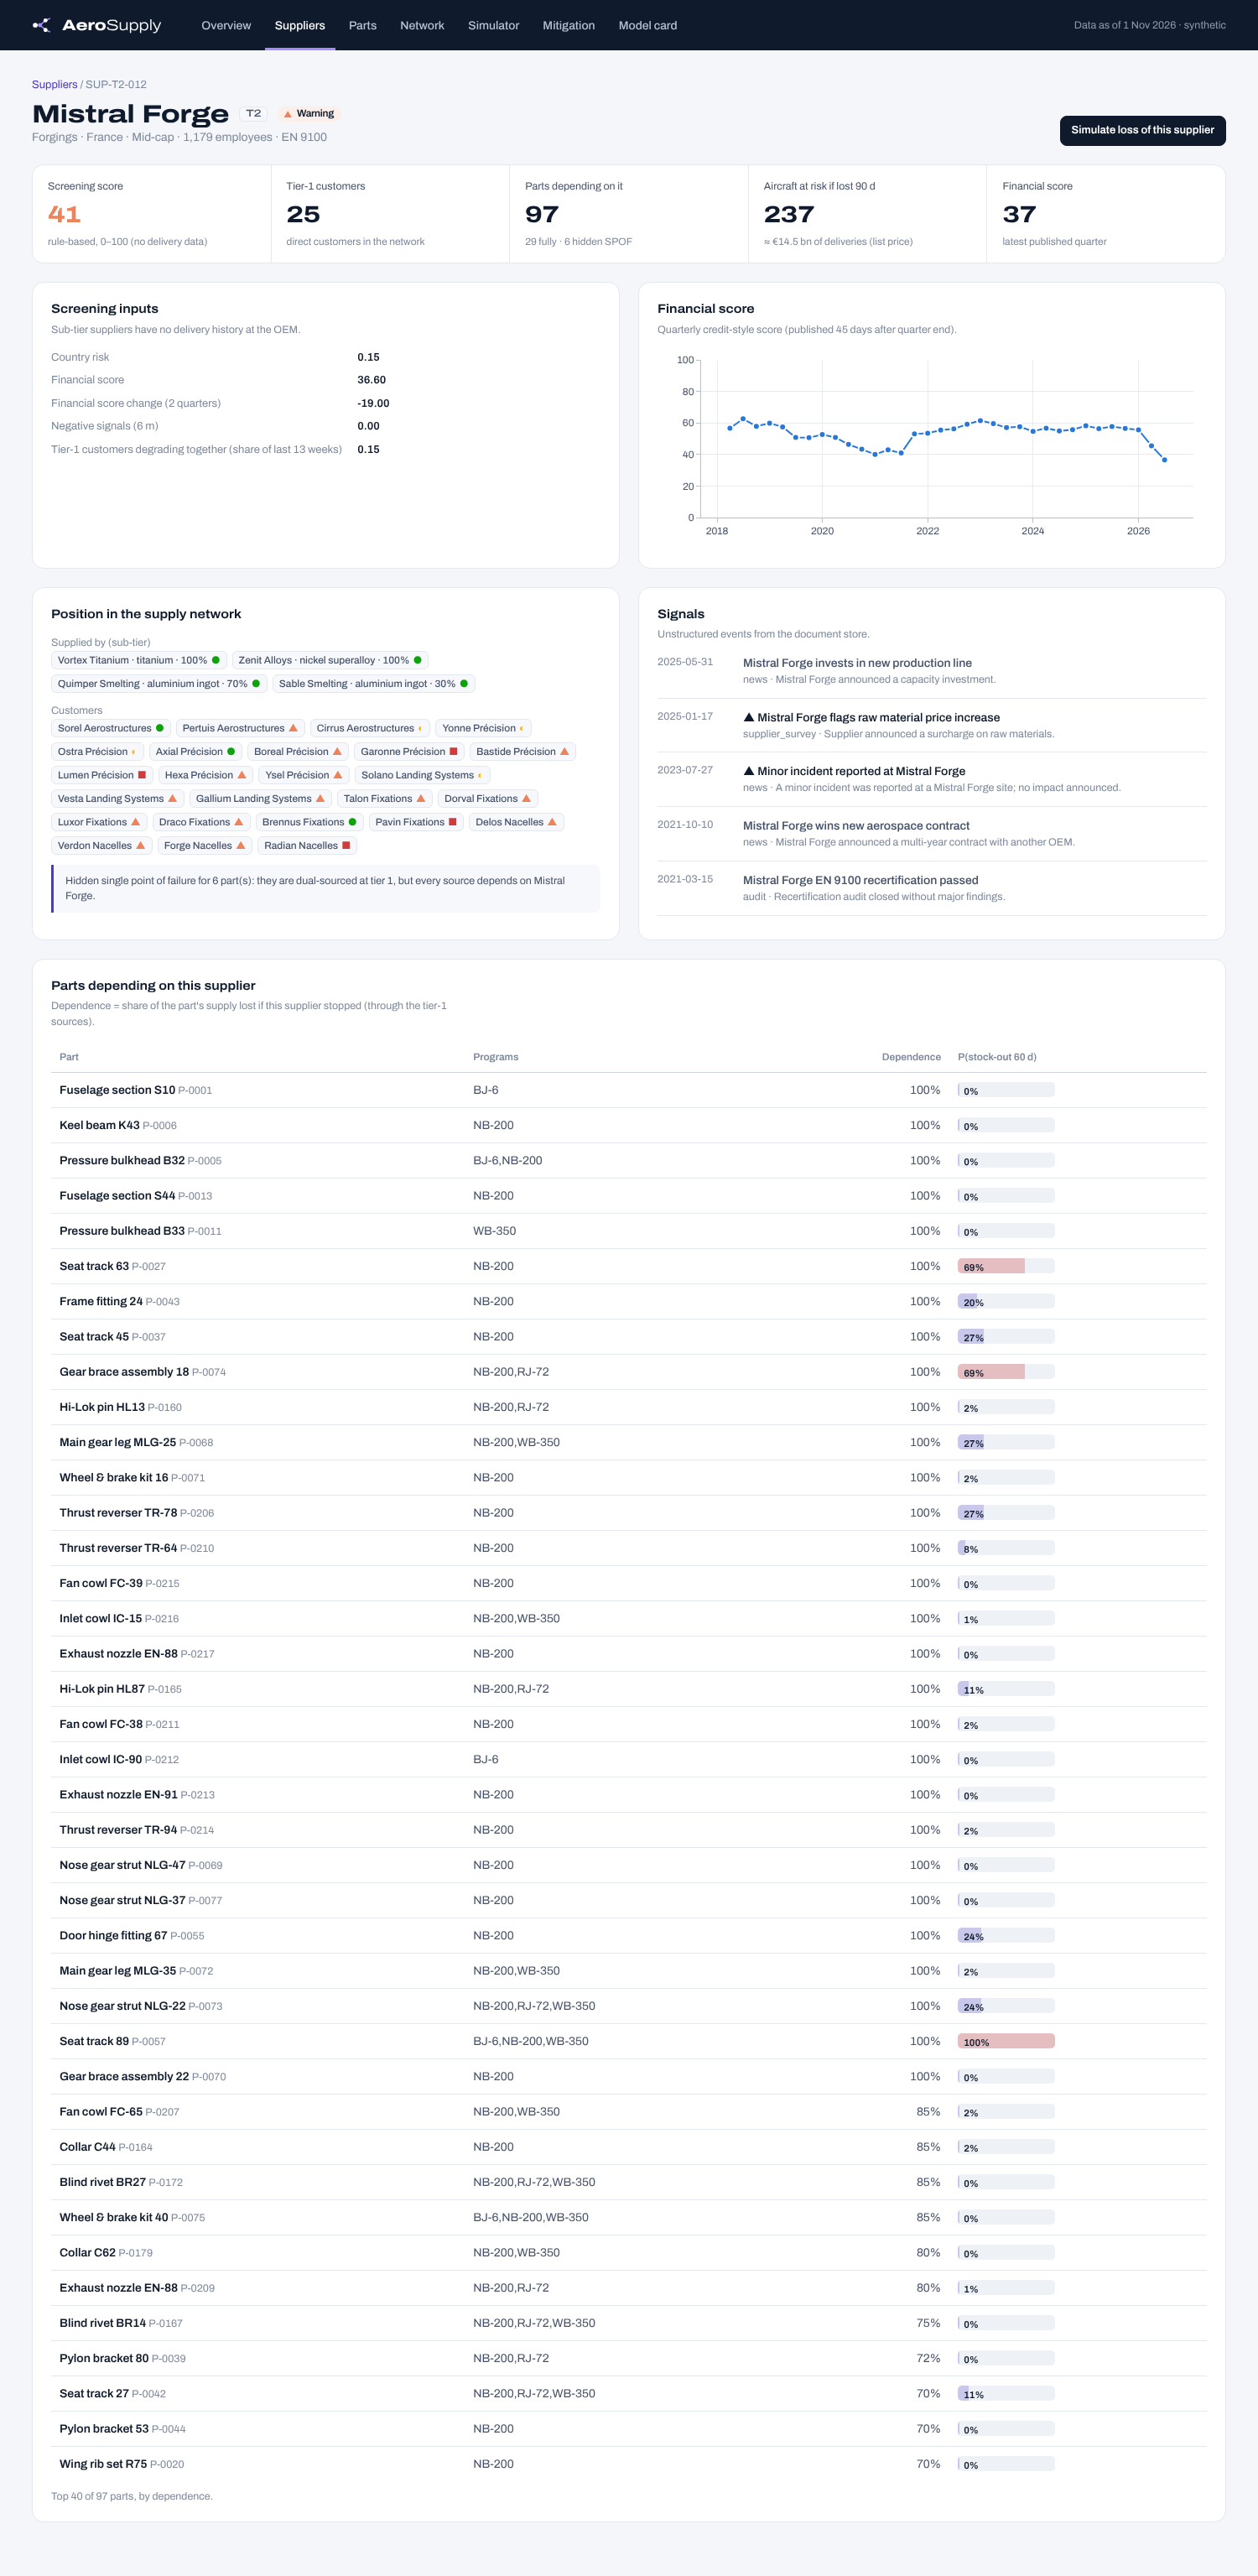 AeroSupply Overview Suppliers Parts Network Simulator Mitigation Model card Data as of 1 Nov 2026 · synthetic
Suppliers / SUP-T2-012
Mistral Forge T2 ▲ Warning
Forgings · France · Mid-cap · 1,179 employees · EN 9100
Simulate loss of this supplier
Screening score
41
rule-based, 0–100 (no delivery data)
Tier-1 customers
25
direct customers in the network
Parts depending on it
97
29 fully · 6 hidden SPOF
Aircraft at risk if lost 90 d
237
≈ €14.5 bn of deliveries (list price)
Financial score
37
latest published quarter
Screening inputs
Sub-tier suppliers have no delivery history at the OEM.
Country risk 0.15
Financial score 36.60
Financial score change (2 quarters) -19.00
Negative signals (6 m) 0.00
Tier-1 customers degrading together (share of last 13 weeks) 0.15
Financial score
Quarterly credit-style score (published 45 days after quarter end).
100
80
60
40
20
0
2018 2020 2022 2024 2026
Position in the supply network
Supplied by (sub-tier)
Vortex Titanium · titanium · 100% Zenit Alloys · nickel superalloy · 100%
Quimper Smelting · aluminium ingot · 70% Sable Smelting · aluminium ingot · 30%
Customers
Sorel Aerostructures Pertuis Aerostructures Cirrus Aerostructures Yonne Précision
Ostra Précision Axial Précision Boreal Précision Garonne Précision Bastide Précision
Lumen Précision Hexa Précision Ysel Précision Solano Landing Systems
Vesta Landing Systems Gallium Landing Systems Talon Fixations Dorval Fixations
Luxor Fixations Draco Fixations Brennus Fixations Pavin Fixations Delos Nacelles
Verdon Nacelles Forge Nacelles Radian Nacelles
Hidden single point of failure for 6 part(s): they are dual-sourced at tier 1, but every source depends on Mistral
Forge.
Signals
Unstructured events from the document store.
2025-05-31 Mistral Forge invests in new production line
news · Mistral Forge announced a capacity investment.
2025-01-17 ▲ Mistral Forge flags raw material price increase
supplier_survey · Supplier announced a surcharge on raw materials.
2023-07-27 ▲ Minor incident reported at Mistral Forge
news · A minor incident was reported at a Mistral Forge site; no impact announced.
2021-10-10 Mistral Forge wins new aerospace contract
news · Mistral Forge announced a multi-year contract with another OEM.
2021-03-15 Mistral Forge EN 9100 recertification passed
audit · Recertification audit closed without major findings.
Parts depending on this supplier
Dependence = share of the part's supply lost if this supplier stopped (through the tier-1
sources).
Part Programs Dependence P(stock-out 60 d)
Fuselage section S10 P-0001 BJ-6 100% 0%
Keel beam K43 P-0006 NB-200 100% 0%
Pressure bulkhead B32 P-0005 BJ-6,NB-200 100% 0%
Fuselage section S44 P-0013 NB-200 100% 0%
Pressure bulkhead B33 P-0011 WB-350 100% 0%
Seat track 63 P-0027 NB-200 100% 69%
Frame fitting 24 P-0043 NB-200 100% 20%
Seat track 45 P-0037 NB-200 100% 27%
Gear brace assembly 18 P-0074 NB-200,RJ-72 100% 69%
Hi-Lok pin HL13 P-0160 NB-200,RJ-72 100% 2%
Main gear leg MLG-25 P-0068 NB-200,WB-350 100% 27%
Wheel & brake kit 16 P-0071 NB-200 100% 2%
Thrust reverser TR-78 P-0206 NB-200 100% 27%
Thrust reverser TR-64 P-0210 NB-200 100% 8%
Fan cowl FC-39 P-0215 NB-200 100% 0%
Inlet cowl IC-15 P-0216 NB-200,WB-350 100% 1%
Exhaust nozzle EN-88 P-0217 NB-200 100% 0%
Hi-Lok pin HL87 P-0165 NB-200,RJ-72 100% 11%
Fan cowl FC-38 P-0211 NB-200 100% 2%
Inlet cowl IC-90 P-0212 BJ-6 100% 0%
Exhaust nozzle EN-91 P-0213 NB-200 100% 0%
Thrust reverser TR-94 P-0214 NB-200 100% 2%
Nose gear strut NLG-47 P-0069 NB-200 100% 0%
Nose gear strut NLG-37 P-0077 NB-200 100% 0%
Door hinge fitting 67 P-0055 NB-200 100% 24%
Main gear leg MLG-35 P-0072 NB-200,WB-350 100% 2%
Nose gear strut NLG-22 P-0073 NB-200,RJ-72,WB-350 100% 24%
Seat track 89 P-0057 BJ-6,NB-200,WB-350 100% 100%
Gear brace assembly 22 P-0070 NB-200 100% 0%
Fan cowl FC-65 P-0207 NB-200,WB-350 85% 2%
Collar C44 P-0164 NB-200 85% 2%
Blind rivet BR27 P-0172 NB-200,RJ-72,WB-350 85% 0%
Wheel & brake kit 40 P-0075 BJ-6,NB-200,WB-350 85% 0%
Collar C62 P-0179 NB-200,WB-350 80% 0%
Exhaust nozzle EN-88 P-0209 NB-200,RJ-72 80% 1%
Blind rivet BR14 P-0167 NB-200,RJ-72,WB-350 75% 0%
Pylon bracket 80 P-0039 NB-200,RJ-72 72% 0%
Seat track 27 P-0042 NB-200,RJ-72,WB-350 70% 11%
Pylon bracket 53 P-0044 NB-200 70% 0%
Wing rib set R75 P-0020 NB-200 70% 0%
Top 40 of 97 parts, by dependence.